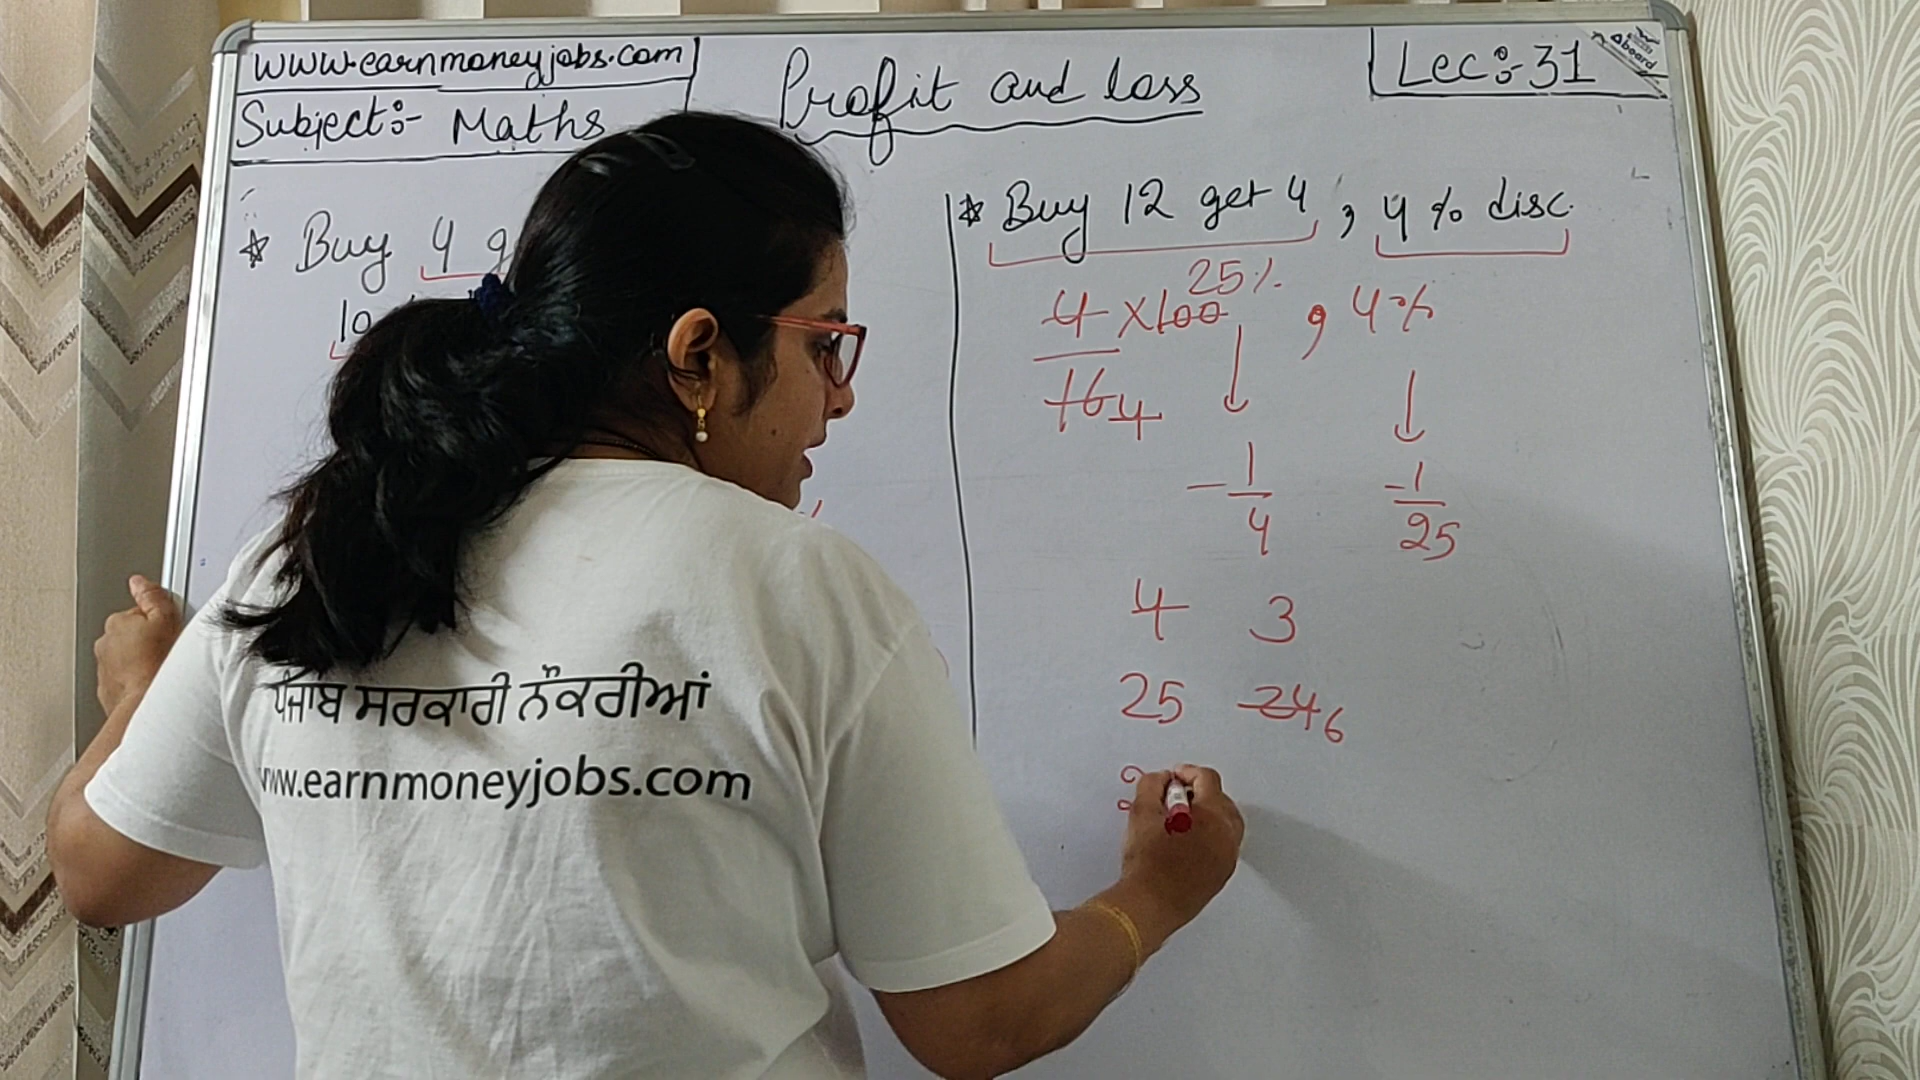 www.earnmoneyjobs.com
Subject:- Maths
Profit and loss
Lec:-31
Aboard
☆ Buy 4 g
10
☆ Buy 12 get 4, 4% disc.
25%
4 ×100, 4%
16 4
-1 -1
4 25
4 3
25 24 6
2
ਪੰਜਾਬ ਸਰਕਾਰੀ ਨੌਕਰੀਆਂ
www.earnmoneyjobs.com